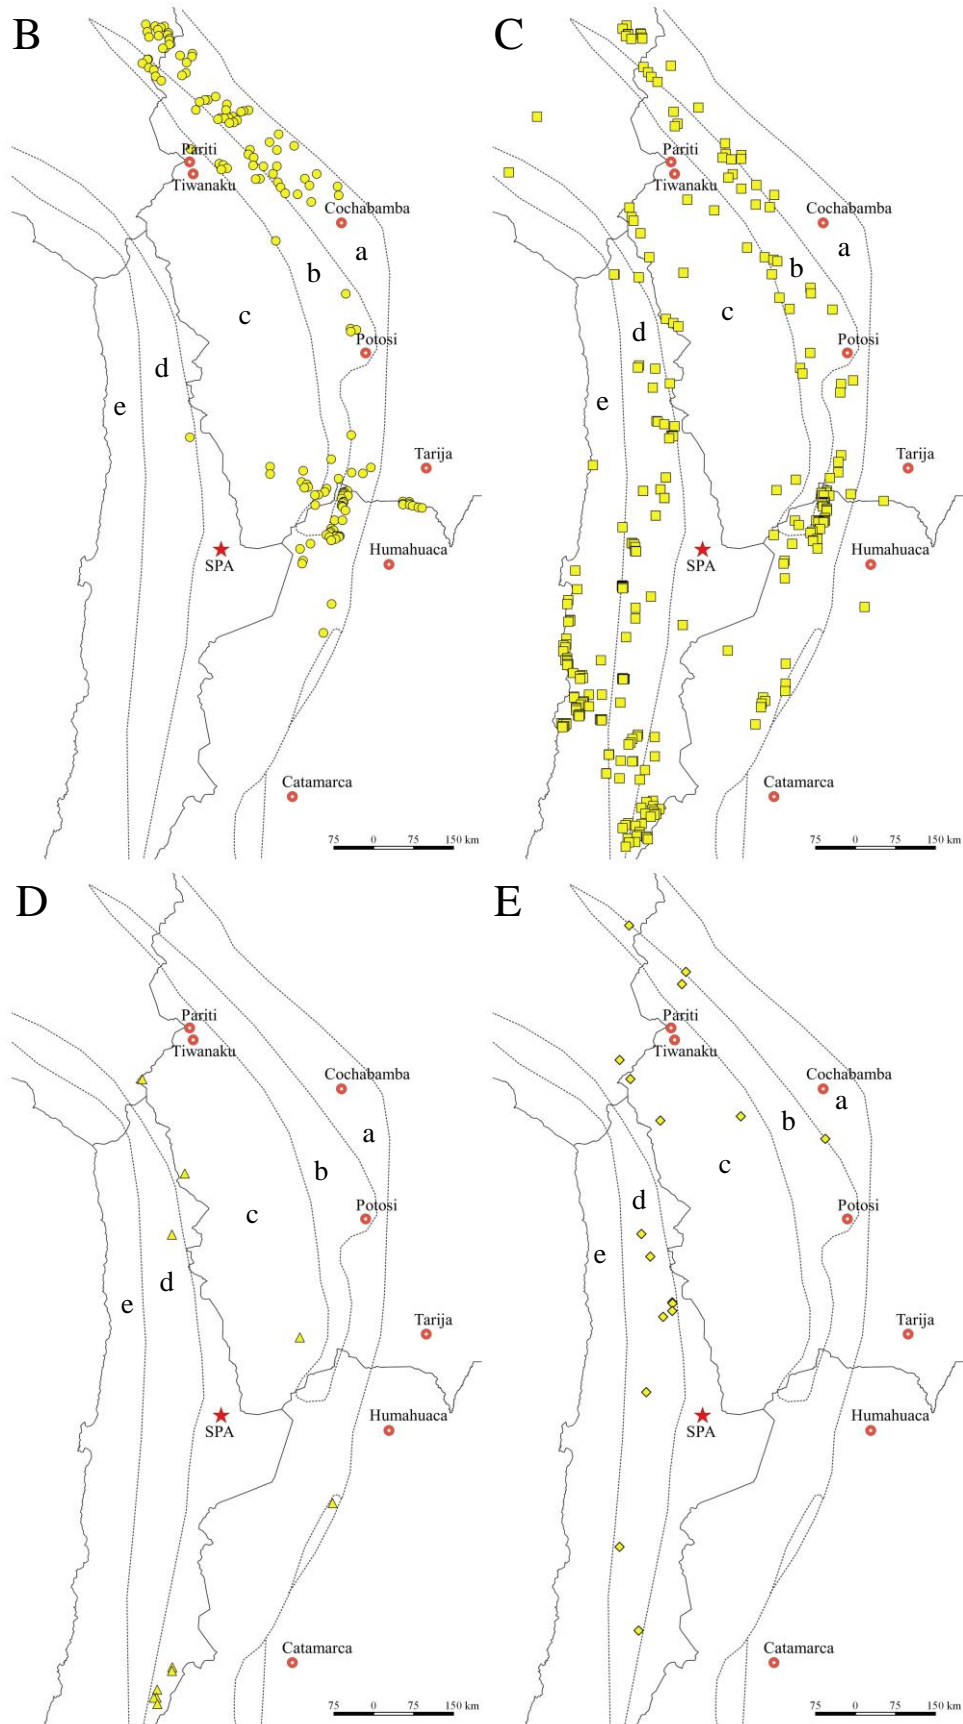 B
Pariti
Tiwanaku
Cochabamba
a
b
c
Potosi
d
e
Tarija
SPA
Humahuaca
Catamarca
75 0 75 150 km
C
Pariti
Tiwanaku
Cochabamba
a
b
c
d
Potosi
e
Tarija
SPA
Humahuaca
Catamarca
75 0 75 150 km
D
Pariti
Tiwanaku
Cochabamba
a
b
Potosi
c
d
e
Tarija
SPA
Humahuaca
Catamarca
75 0 75 150 km
E
Pariti
Tiwanaku
Cochabamba
a
b
c
d
Potosi
e
Tarija
SPA
Humahuaca
Catamarca
75 0 75 150 km